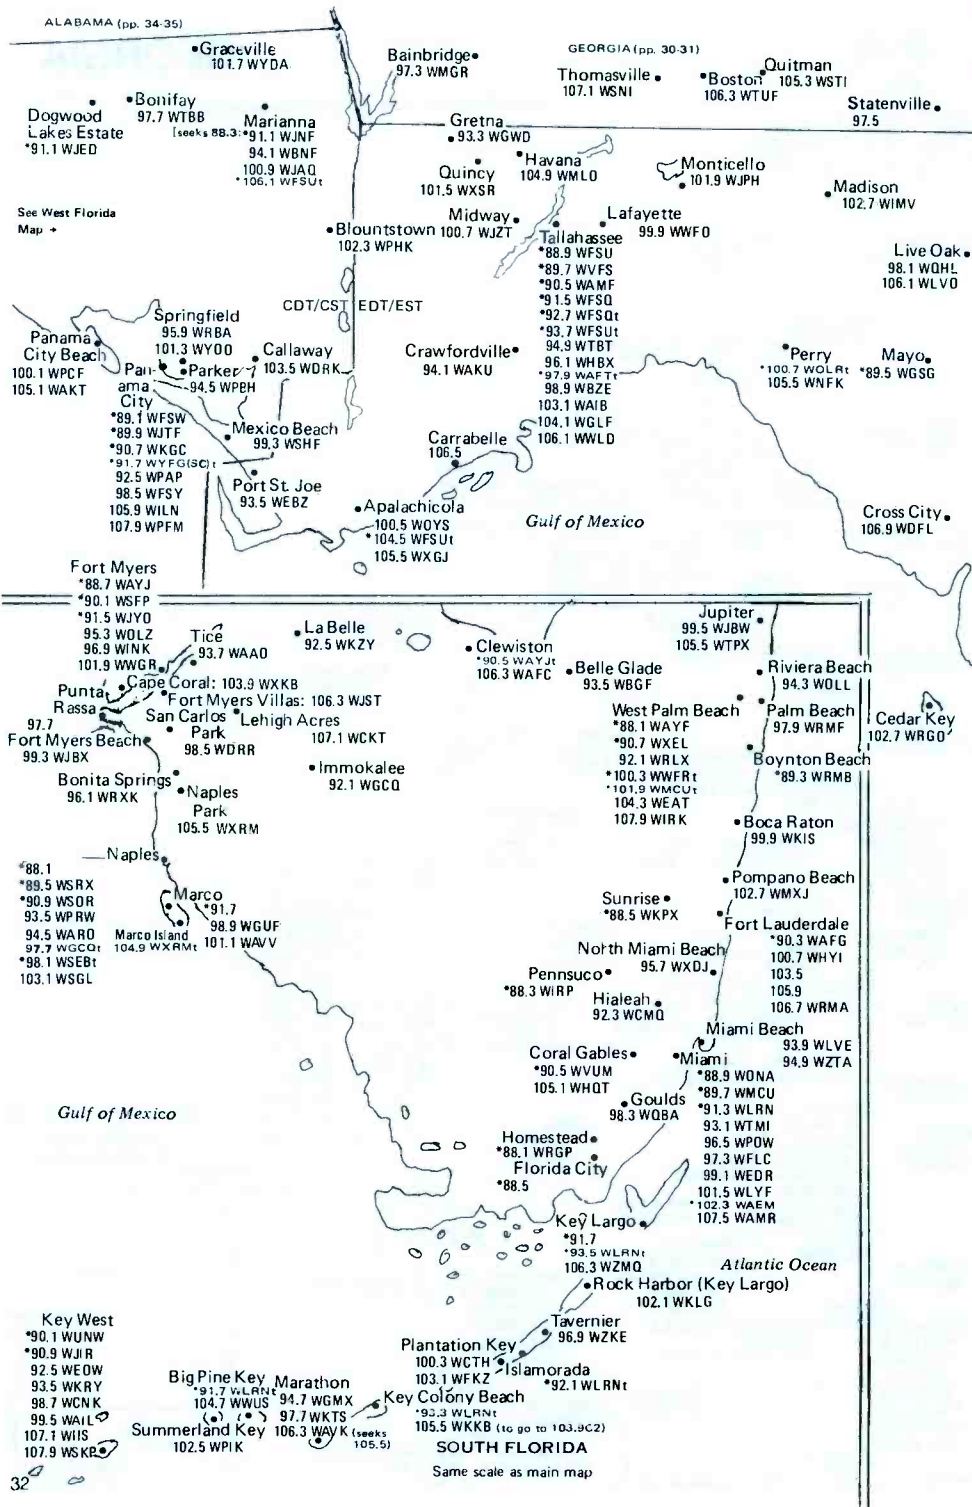 ALABAMA (pp. 34-35)
Graceville
101.7 WYDA
Bainbridge
97.3 WMGR
GEORGIA (pp. 30-31)
Thomasville
107.1 WSNI
Boston
106.3 WTUF
Quitman
105.3 WSTI
Statenville
97.5
Dogwood
Lakes Estate
*91.1 WJED
Bonifay
97.7 WTBB
Marianna
[seeks 88.3: *91.1 WJNF
94.1 WBNF
100.9 WJAQ
*106.1 WFSUt
Gretna
93.3 WGWD
Quincy
101.5 WXSR
Havana
104.9 WMLO
Monticello
101.9 WJPH
Madison
102.7 WIMV
See West Florida
Map →
Blountstown
102.3 WPHK
Midway
100.7 WJZT
Lafayette
99.9 WWFO
Tallahassee
*88.9 WFSU
*89.7 WVFS
*90.5 WAMF
*91.5 WFSQ
*92.7 WFSQt
*93.7 WFSUt
94.9 WTBT
96.1 WHBX
*97.9 WAFTt
98.9 WBZE
103.1 WAIB
104.1 WGLF
106.1 WWLD
Live Oak
98.1 WQHL
106.1 WLVO
CDT/CST EDT/EST
Panama
City Beach
100.1 WPCF
105.1 WAKT
Springfield
95.9 WRBA
101.3 WYOO
Parker
94.5 WPBH
Callaway
103.5 WDRK
Crawfordville
94.1 WAKU
Perry
*100.7 WOLRt
105.5 WNFK
Mayo
*89.5 WGSG
Pan-
ama
City
*89.1 WFSW
*89.9 WJTF
*90.7 WKGC
*91.7 WYFG(SC)t
92.5 WPAP
98.5 WFSY
105.9 WILN
107.9 WPFM
Mexico Beach
99.3 WSHF
Port St. Joe
93.5 WEBZ
Carrabelle
106.5
Apalachicola
100.5 WOYS
*104.5 WFSUt
105.5 WXGJ
Gulf of Mexico
Cross City
106.9 WDFL
Fort Myers
*88.7 WAYJ
*90.1 WSFP
*91.5 WJYO
95.3 WOLZ
96.9 WINK
101.9 WWGR
Tice
93.7 WAAD
La Belle
92.5 WKZY
Clewiston
*90.5 WAYJt
106.3 WAFC
Belle Glade
93.5 WBGF
Jupiter
99.5 WJBW
105.5 WTPX
Riviera Beach
94.3 WOLL
Cape Coral: 103.9 WXKB
Punta
Rassa
97.7
Fort Myers Villas: 106.3 WJST
San Carlos
Park
98.5 WDRR
Lehigh Acres
107.1 WCKT
Fort Myers Beach
99.3 WJBX
West Palm Beach
*88.1 WAYF
*90.7 WXEL
92.1 WRLX
*100.3 WWFRt
*101.9 WMCUt
104.3 WEAT
107.9 WIRK
Palm Beach
97.9 WRMF
Cedar Key
102.7 WRGO
Boynton Beach
*89.3 WRMB
Bonita Springs
96.1 WRXK
Immokalee
92.1 WGCQ
Naples
Park
105.5 WXRM
Boca Raton
99.9 WKIS
Naples
*88.1
*89.5 WSRX
*90.9 WSOR
93.5 WPRW
94.5 WARO
97.7 WGCQt
*98.1 WSEBt
103.1 WSGL
Marco
*91.7
98.9 WGUF
101.1 WAVV
Marco Island
104.9 WXRMt
Pompano Beach
102.7 WMXJ
Sunrise
*88.5 WKPX
Fort Lauderdale
*90.3 WAFG
100.7 WHYI
103.5
105.9
106.7 WRMA
North Miami Beach
95.7 WXDJ
Pennsuco
*88.3 WIRP
Hialeah
92.3 WCMQ
Miami Beach
93.9 WLVE
94.9 WZTA
Coral Gables
*90.5 WVUM
105.1 WHQT
Miami
*88.9 WDNA
*89.7 WMCU
*91.3 WLRN
93.1 WTMI
96.5 WPOW
97.3 WFLC
99.1 WEDR
101.5 WLYF
*102.3 WAEM
107.5 WAMR
Goulds
98.3 WQBA
Gulf of Mexico
Homestead
*88.1 WRGP
Florida City
*88.5
Key Largo
*91.7
*93.5 WLRNt
106.3 WZMQ
Atlantic Ocean
Rock Harbor (Key Largo)
102.1 WKLG
Tavernier
96.9 WZKE
Plantation Key
100.3 WCTH
103.1 WFKZ
Islamorada
*92.1 WLRNt
Key West
*90.1 WUNW
*90.9 WJIR
92.5 WEOW
93.5 WKRY
98.7 WCNK
99.5 WAIL
107.1 WIIS
107.9 WSKP
Big Pine Key
*91.7 WLRNt
104.7 WWUS
Summerland Key
102.5 WPIK
Marathon
94.7 WGMX
97.7 WKTS
106.3 WAVK (seeks
105.5)
Key Colony Beach
*93.3 WLRNt
105.5 WKKB (to go to 103.9C2)
SOUTH FLORIDA
Same scale as main map
32